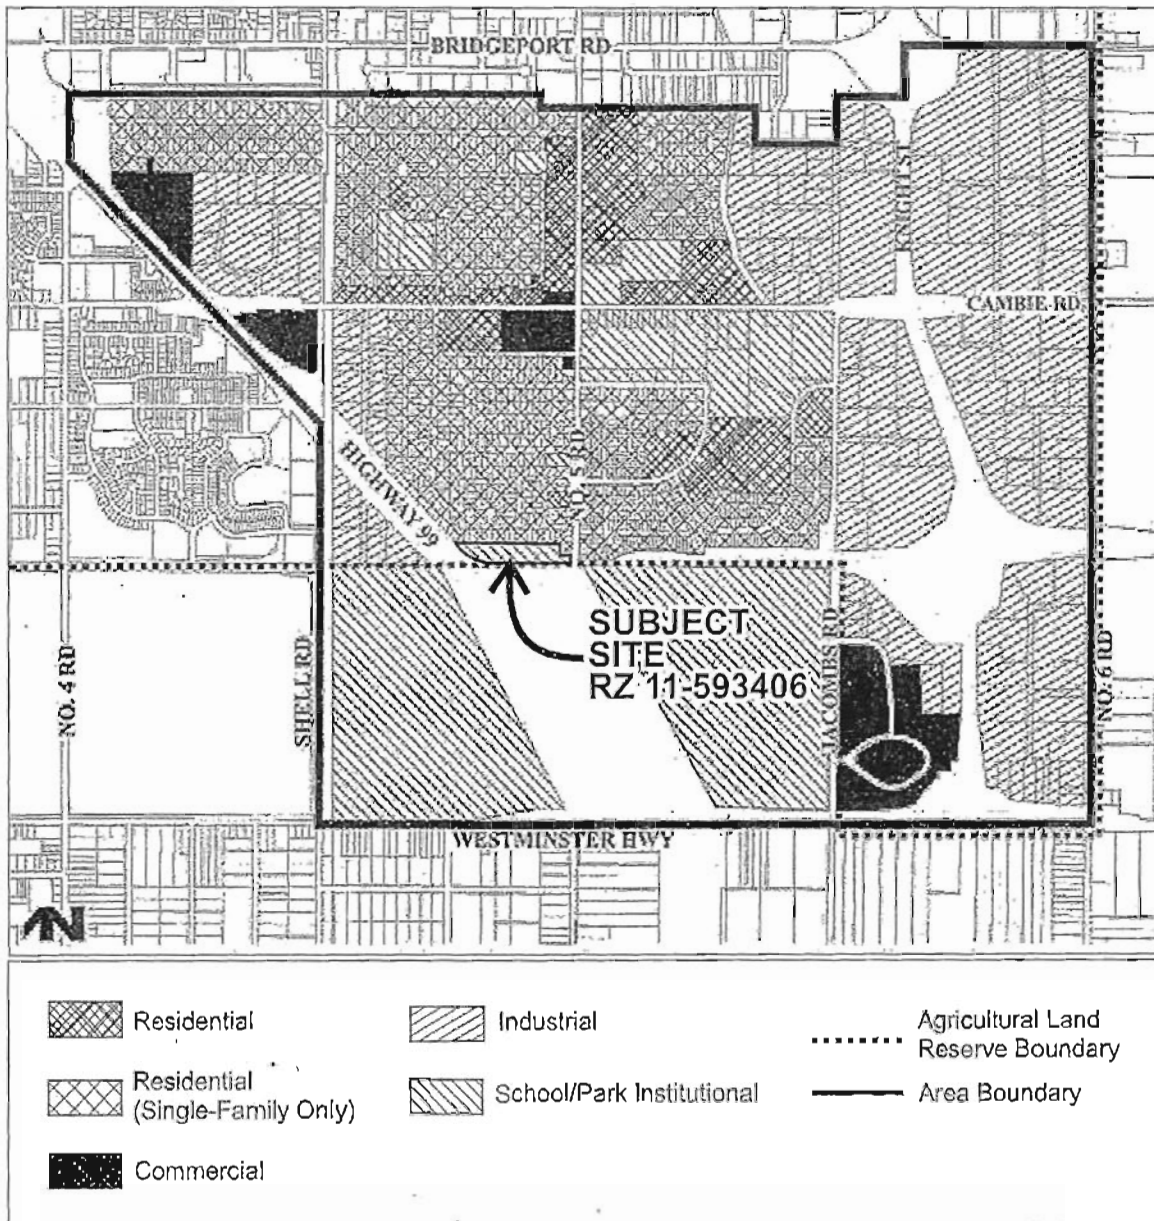 BRIDGEPORT RD
KNIGHT ST
CAMBIE RD
HIGHWAY 99
NO. 5 RD
SUBJECT
SITE
RZ 11-593406
NO. 4 RD
SHELL RD
JACOMBS RD
NO. 6 RD
WESTMINSTER HWY
Residential
Industrial
Agricultural Land
Reserve Boundary
Residential
(Single-Family Only)
School/Park Institutional
Area Boundary
Commercial